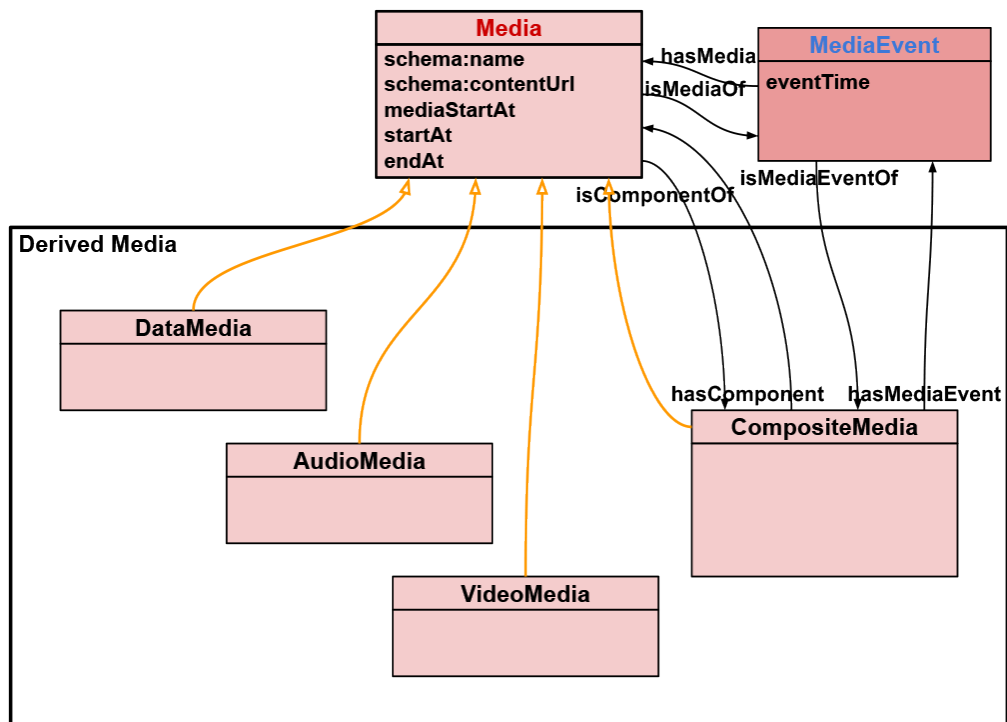 Media
schema:name
schema:contentUrl
mediaStartAt
startAt
endAt
MediaEvent
eventTime
hasMedia
isMediaOf
isComponentOf
isMediaEventOf
Derived Media
DataMedia
hasComponent
hasMediaEvent
CompositeMedia
AudioMedia
VideoMedia